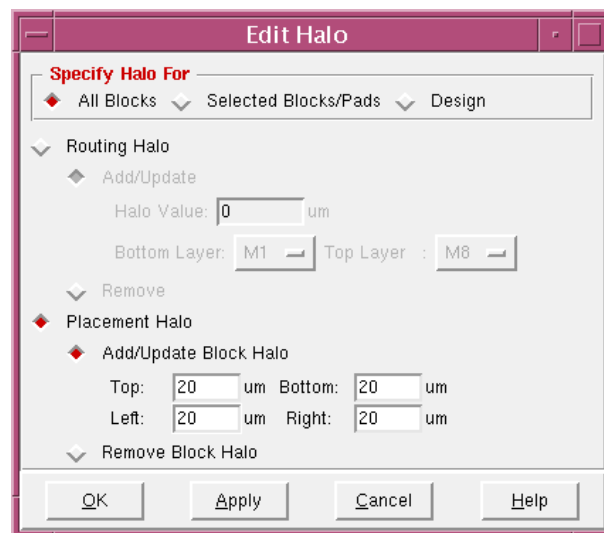 Edit Halo
Specify Halo For
All Blocks Selected Blocks/Pads Design
Routing Halo
Add/Update
Halo Value: 0 um
Bottom Layer: M1 Top Layer : M8
Remove
Placement Halo
Add/Update Block Halo
Top: 20 um Bottom: 20 um
Left: 20 um Right: 20 um
Remove Block Halo
OK Apply Cancel Help